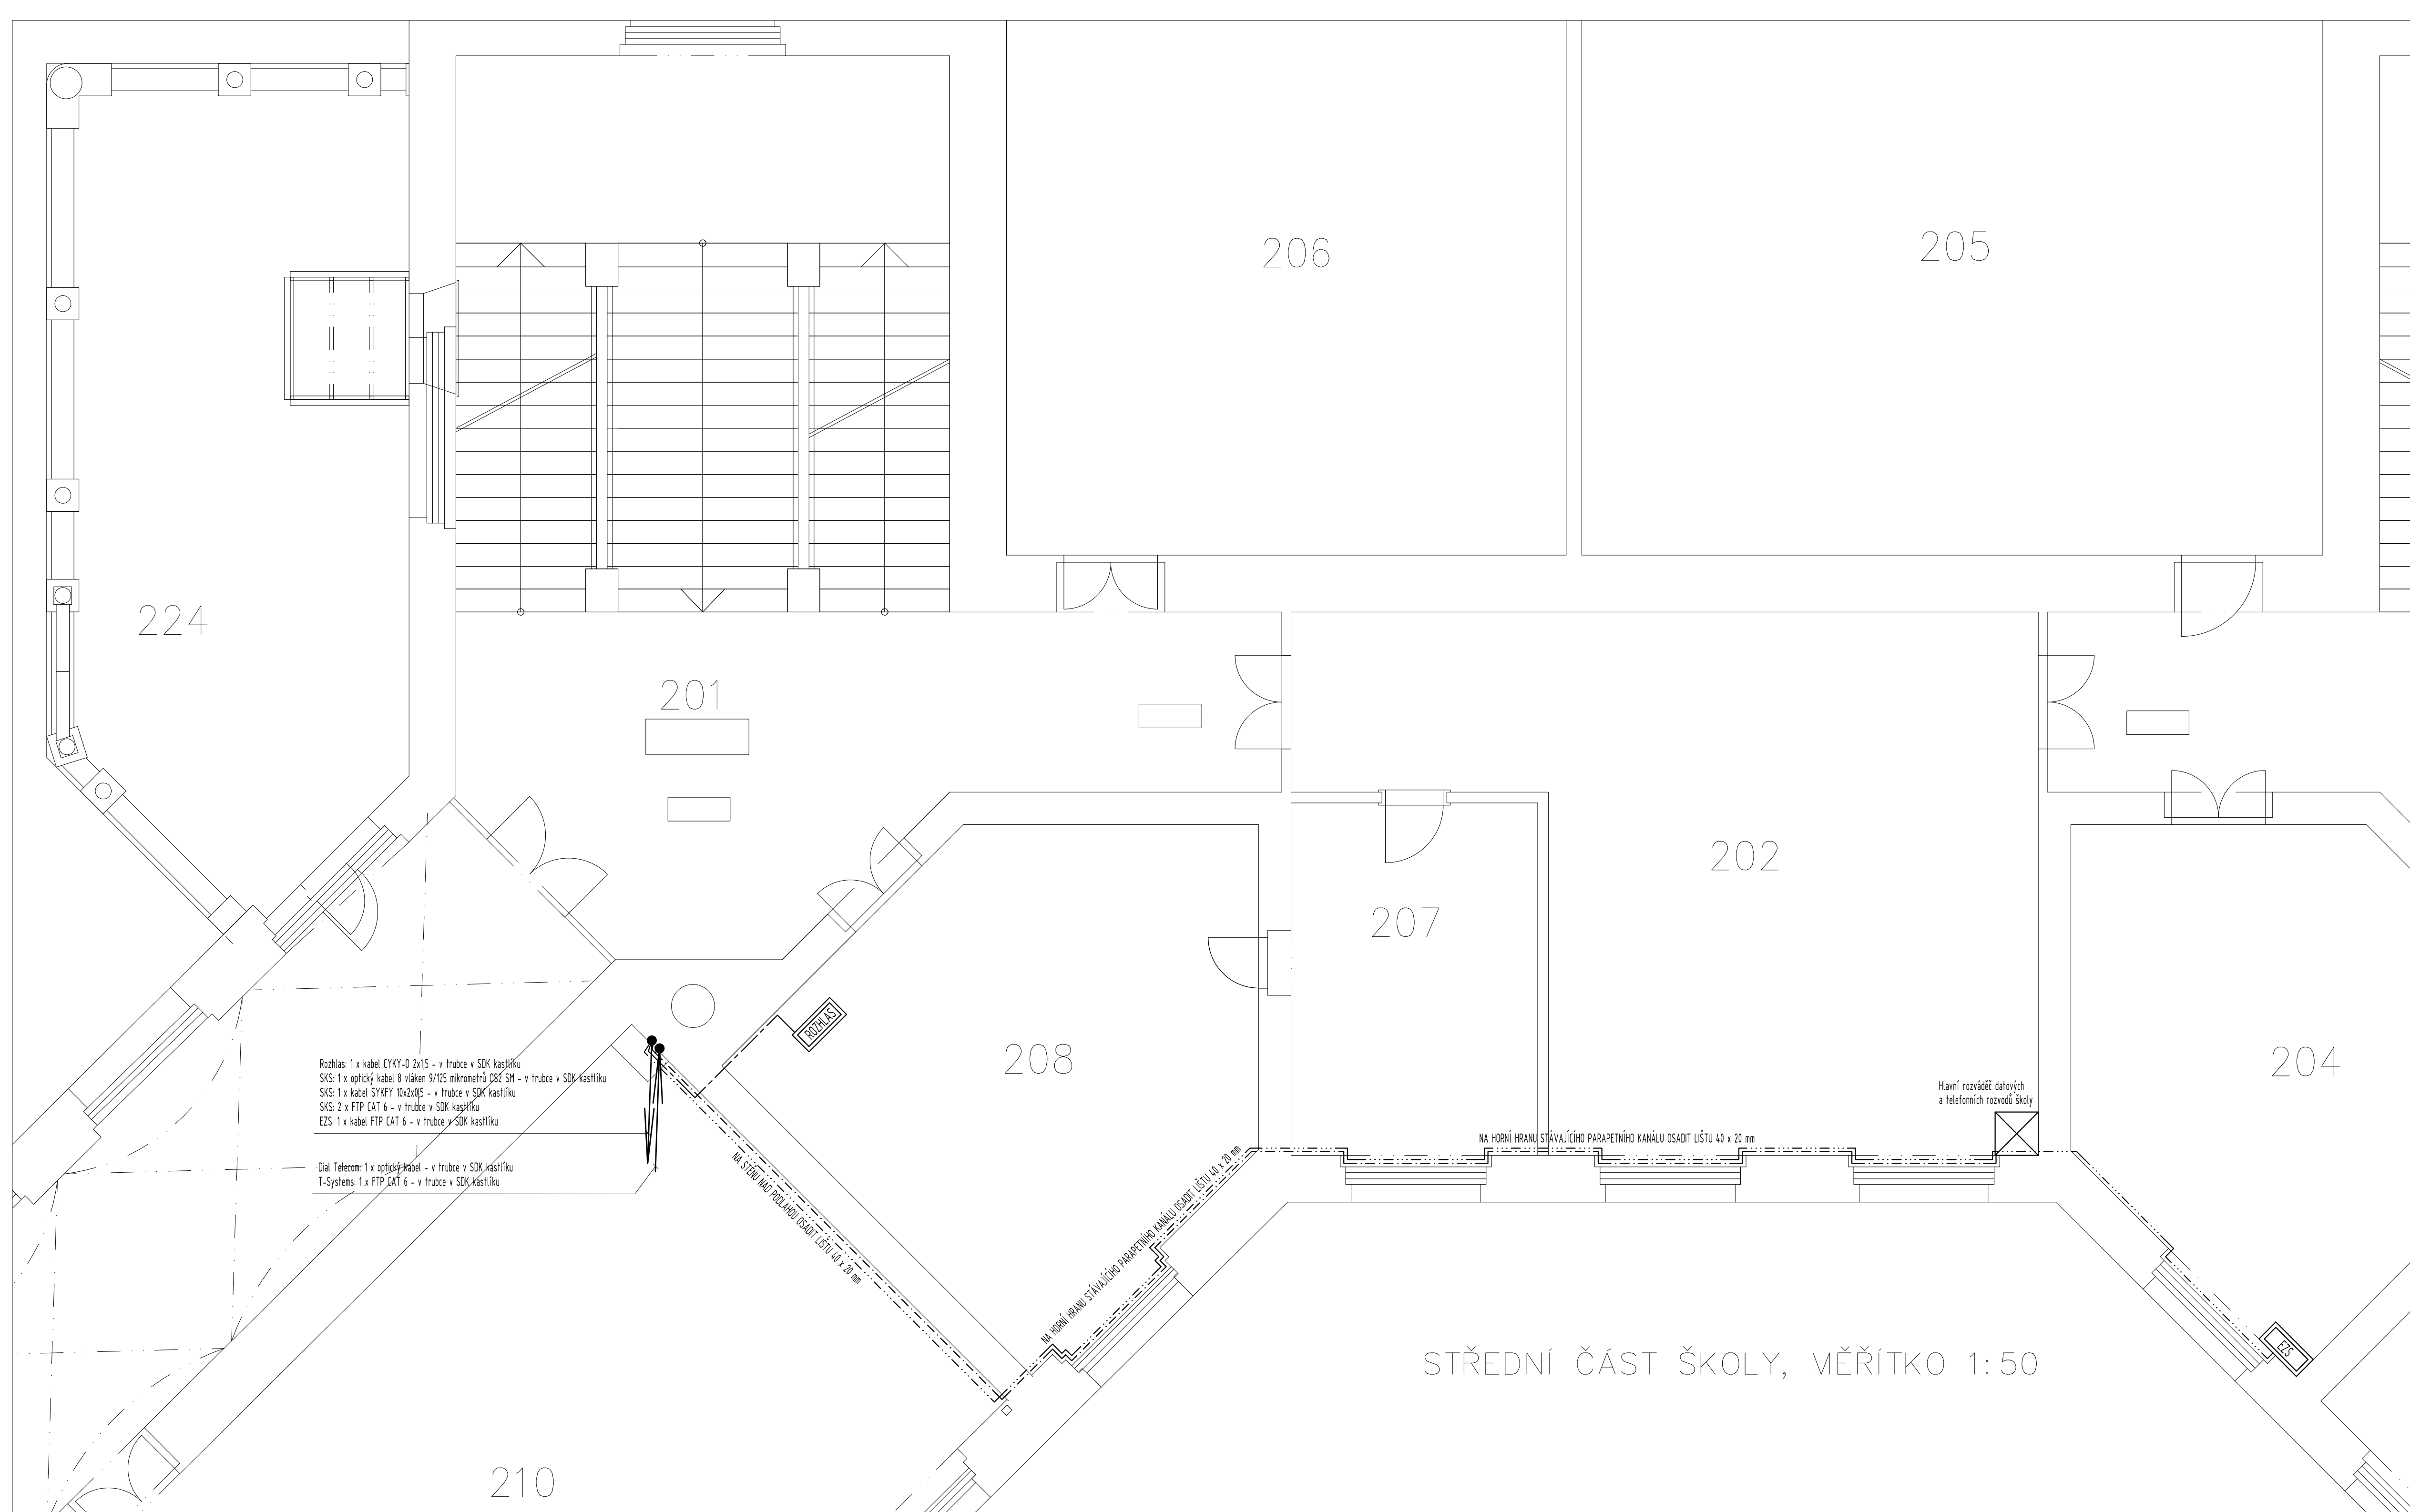 206
205
224
201
202
207
208
204
ROZHLAS
Rozhlas: 1 x kabel CYKY-O 2x1,5 - v trubce v SDK kastlíku
SKS: 1 x optický kabel 8 vláken 9/125 mikrometrů OS2 SM - v trubce v SDK kastlíku
SKS: 1 x kabel SYKFY 10x2x0,5 - v trubce v SDK kastlíku
SKS: 2 x FTP CAT 6 - v trubce v SDK kastlíku
EZS: 1 x kabel FTP CAT 6 - v trubce v SDK kastlíku
Dial Telecom: 1 x optický kabel - v trubce v SDK kastlíku
T-Systems: 1 x FTP CAT 6 - v trubce v SDK kastlíku
Hlavní rozváděč datových
a telefonních rozvodů školy
NA HORNÍ HRANU STÁVAJÍCÍHO PARAPETNÍHO KANÁLU OSADIT LIŠTU 40 x 20 mm
NA STĚNU NAD PODLAHOU OSADIT LIŠTU 40 x 20 mm
NA HORNÍ HRANU STÁVAJÍCÍHO PARAPETNÍHO KANÁLU OSADIT LIŠTU 40 x 20 mm
EZS
STŘEDNÍ ČÁST ŠKOLY, MĚŘÍTKO 1:50
210